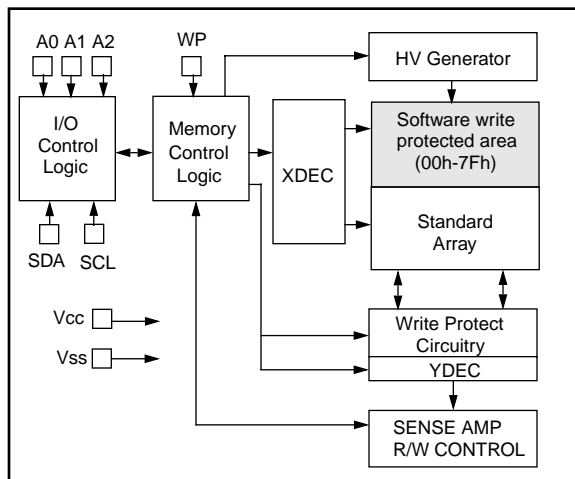 A0 A1 A2
WP
HV Generator
I/O
Control
Logic
Memory
Control
Logic
XDEC
Software write
protected area
(00h-7Fh)
Standard
Array
SDA
SCL
Vcc
Vss
Write Protect
Circuitry
YDEC
SENSE AMP
R/W CONTROL